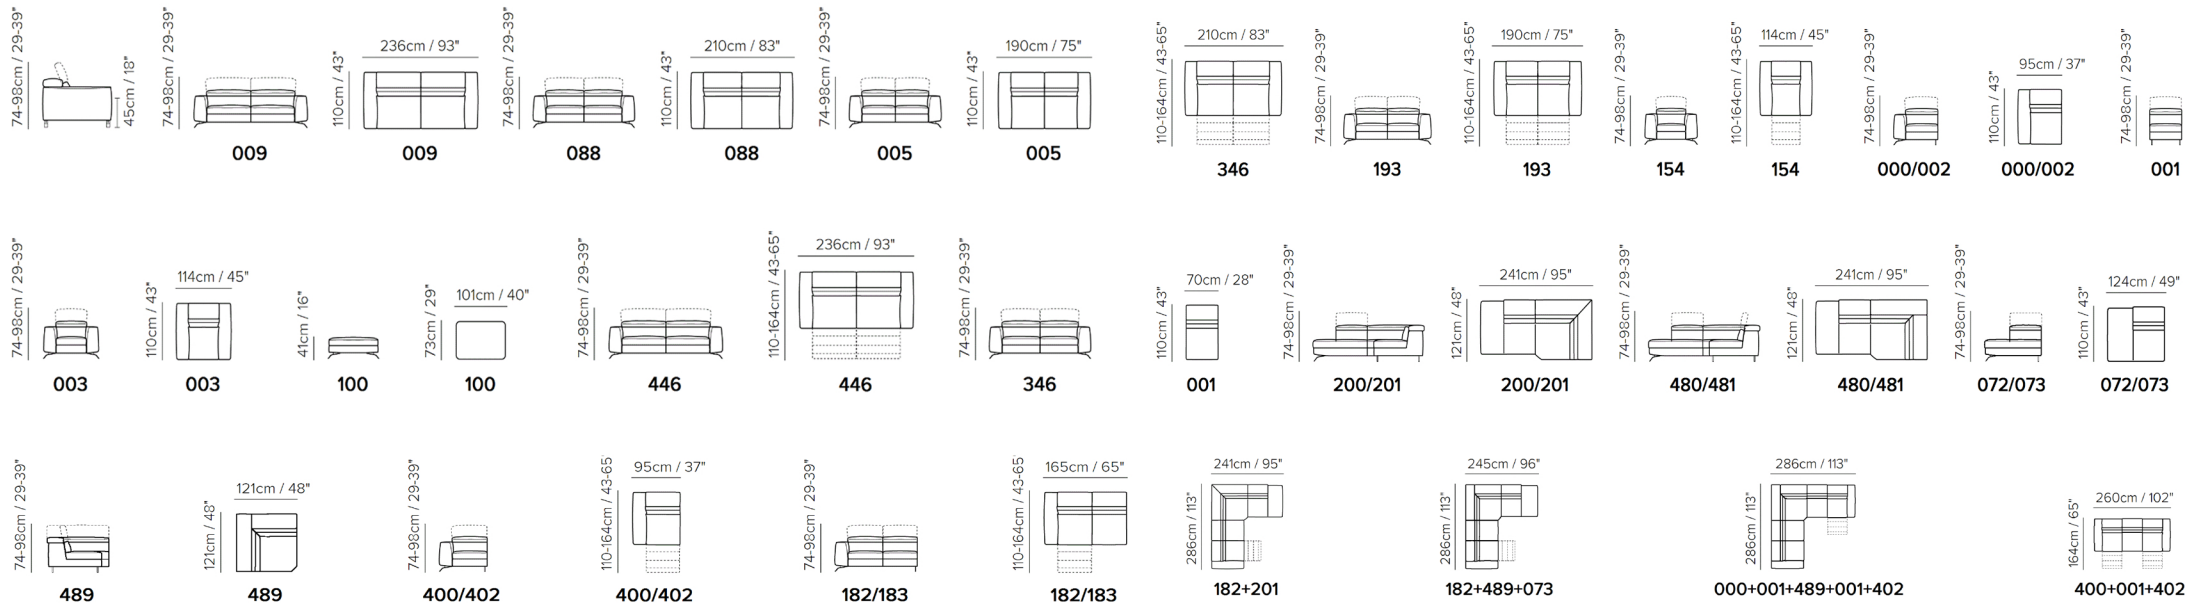 74-98cm / 29-39"
45cm / 18"
74-98cm / 29-39"
009
236cm / 93"
110cm / 43"
009
74-98cm / 29-39"
088
210cm / 83"
110cm / 43"
088
74-98cm / 29-39"
005
190cm / 75"
110cm / 43"
005
210cm / 83"
110-164cm / 43-65"
346
74-98cm / 29-39"
193
190cm / 75"
110-164cm / 43-65"
193
74-98cm / 29-39"
154
114cm / 45"
110-164cm / 43-65"
154
74-98cm / 29-39"
000/002
95cm / 37"
110cm / 43"
000/002
74-98cm / 29-39"
001
74-98cm / 29-39"
003
114cm / 45"
110cm / 43"
003
41cm / 16"
100
101cm / 40"
73cm / 29"
100
74-98cm / 29-39"
446
236cm / 93"
110-164cm / 43-65"
446
74-98cm / 29-39"
346
70cm / 28"
110cm / 43"
001
74-98cm / 29-39"
200/201
241cm / 95"
121cm / 48"
200/201
74-98cm / 29-39"
480/481
241cm / 95"
121cm / 48"
480/481
74-98cm / 29-39"
072/073
124cm / 49"
110cm / 43"
072/073
74-98cm / 29-39"
489
121cm / 48"
121cm / 48"
489
74-98cm / 29-39"
400/402
95cm / 37"
110-164cm / 43-65"
400/402
74-98cm / 29-39"
182/183
165cm / 65"
110-164cm / 43-65"
182/183
241cm / 95"
286cm / 113"
182+201
245cm / 96"
286cm / 113"
182+489+073
286cm / 113"
286cm / 113"
000+001+489+001+402
260cm / 102"
164cm / 65"
400+001+402